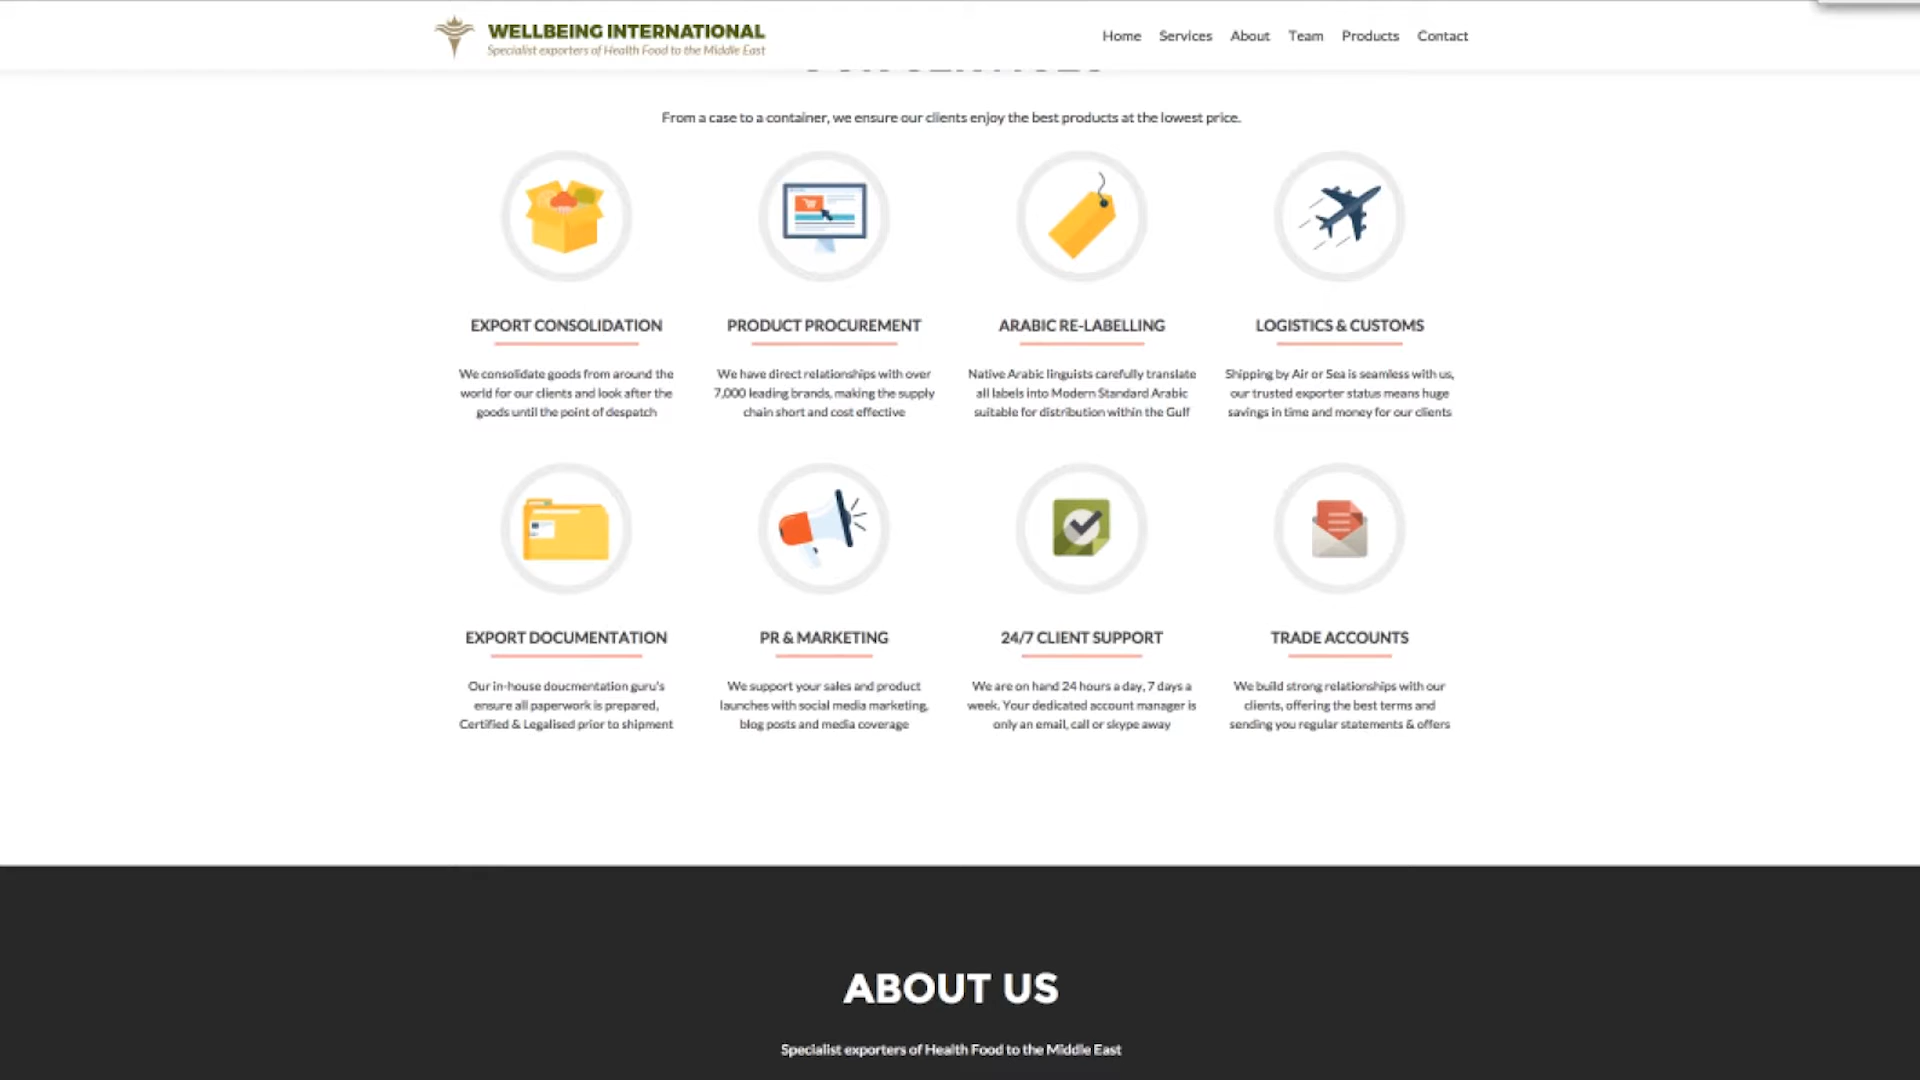 WELLBEING INTERNATIONAL
Specialist exporters of Health Food to the Middle East
Home Services About Team Products Contact
From a case to a container, we ensure our clients enjoy the best products at the lowest price.
EXPORT CONSOLIDATION
We consolidate goods from around the
world for our clients and look after the
goods until the point of despatch
PRODUCT PROCUREMENT
We have direct relationships with over
7,000 leading brands, making the supply
chain short and cost effective
ARABIC RE-LABELLING
Native Arabic linguists carefully translate
all labels into Modern Standard Arabic
suitable for distribution within the Gulf
LOGISTICS & CUSTOMS
Shipping by Air or Sea is seamless with us,
our trusted exporter status means huge
savings in time and money for our clients
EXPORT DOCUMENTATION
Our in-house doucmentation guru's
ensure all paperwork is prepared,
Certified & Legalised prior to shipment
PR & MARKETING
We support your sales and product
launches with social media marketing,
blog posts and media coverage
24/7 CLIENT SUPPORT
We are on hand 24 hours a day, 7 days a
week. Your dedicated account manager is
only an email, call or skype away
TRADE ACCOUNTS
We build strong relationships with our
clients, offering the best terms and
sending you regular statements & offers
ABOUT US
Specialist exporters of Health Food to the Middle East